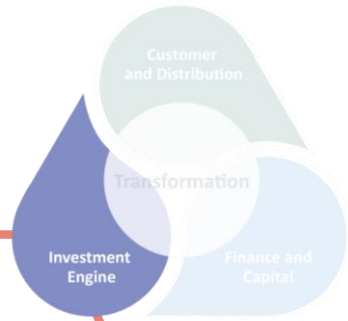 Customer
and Distribution
Transformation
Investment
Engine
Finance and
Capital